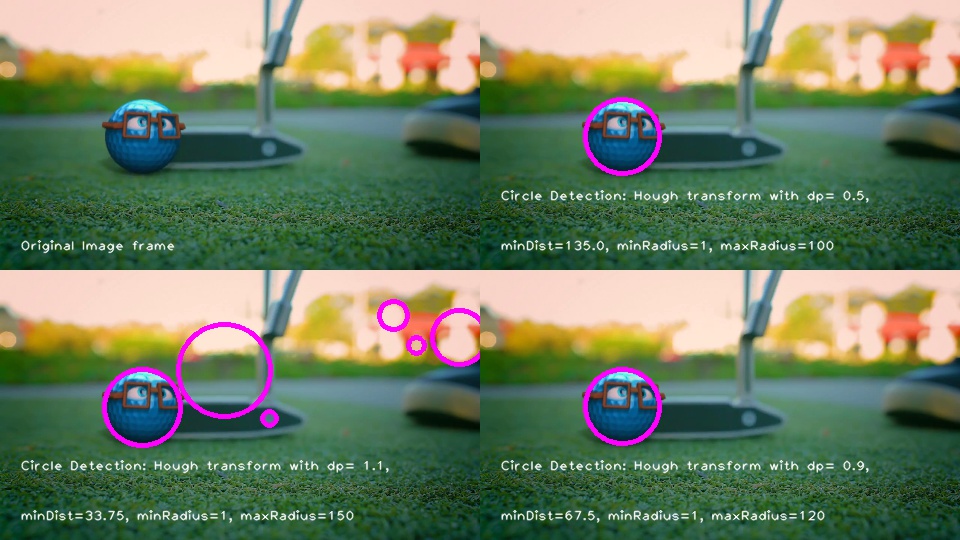 Original Image frame
Circle Detection: Hough transform with dp= 0.5,
minDist=135.0, minRadius=1, maxRadius=100
Circle Detection: Hough transform with dp= 1.1,
minDist=33.75, minRadius=1, maxRadius=150
Circle Detection: Hough transform with dp= 0.9,
minDist=67.5, minRadius=1, maxRadius=120